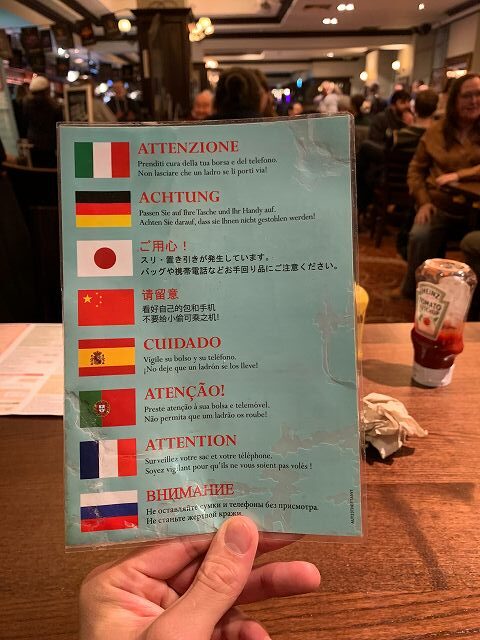 ATTENZIONE
Prenditi cura della tua borsa e del telefono.
Non lasciare che un ladro se li porti via!
ACHTUNG
Passen Sie auf Ihre Tasche und Ihr Handy auf.
Achten Sie darauf, dass sie Ihnen nicht gestohlen werden!
ご用心！
スリ・置き引きが発生しています。
バッグや携帯電話などお手回り品にご注意ください。
请留意
看好自己的包和手机
不要给小偷可乘之机!
CUIDADO
Vigile su bolso y su teléfono.
¡No deje que un ladrón se los lleve!
ATENÇÃO!
Preste atenção à sua bolsa e telemóvel.
Não permita que um ladrão os roube!
ATTENTION
Surveillez votre sac et votre téléphone.
Soyez vigilant pour qu'ils ne vous soient pas volés !
ВНИМАНИЕ
Не оставляйте сумки и телефоны без присмотра.
Не станьте жертвой кражи.
HEINZ
TOMATO
KETCHUP